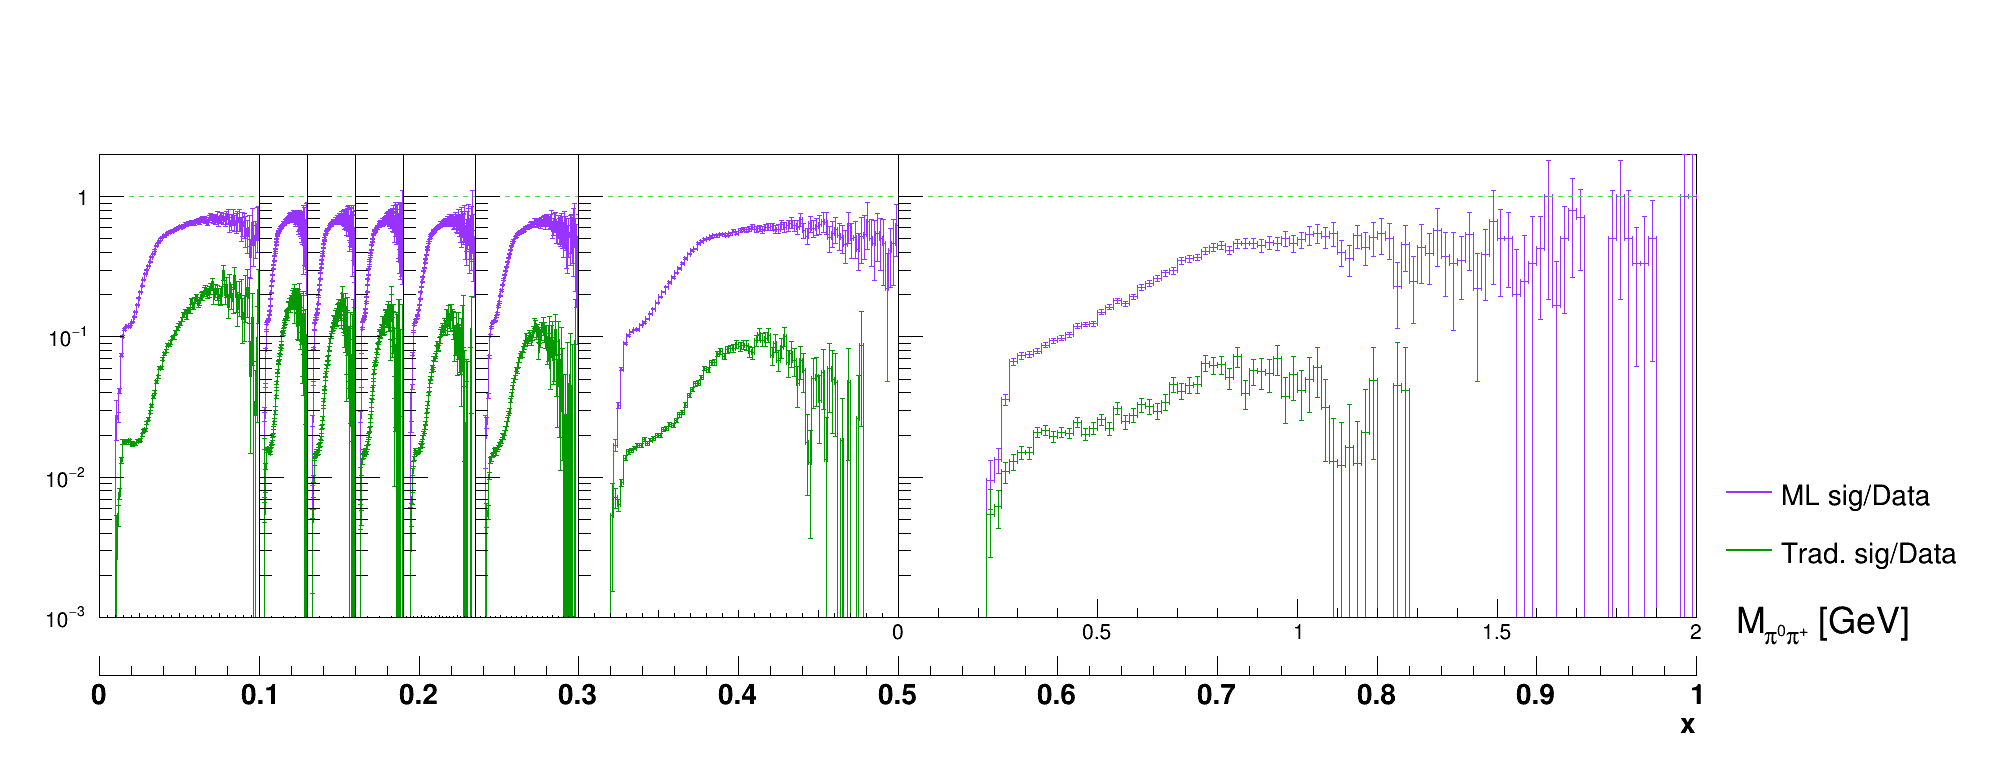 1
10⁻¹
10⁻²
10⁻³
ML sig/Data
Trad. sig/Data
0 0.5 1 1.5 2
M_π⁰π⁺ [GeV]
0 0.1 0.2 0.3 0.4 0.5 0.6 0.7 0.8 0.9 1
x